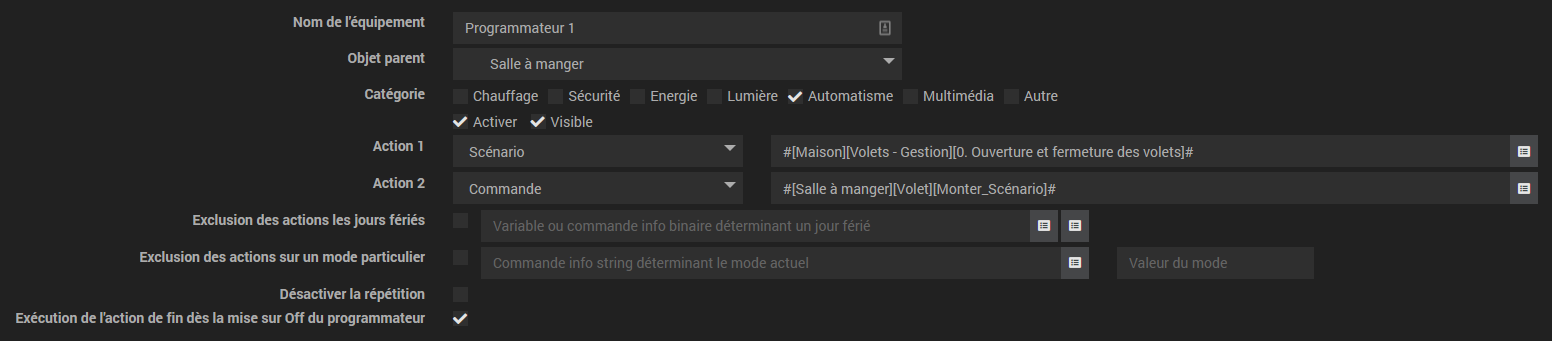 Nom de l'équipement Programmateur 1
Objet parent Salle à manger
Catégorie Chauffage Sécurité Energie Lumière Automatisme Multimédia Autre
Activer Visible
Action 1 Scénario #[Maison][Volets - Gestion][0. Ouverture et fermeture des volets]#
Action 2 Commande #[Salle à manger][Volet][Monter_Scénario]#
Exclusion des actions les jours fériés Variable ou commande info binaire déterminant un jour férié
Exclusion des actions sur un mode particulier Commande info string déterminant le mode actuel Valeur du mode
Désactiver la répétition
Exécution de l'action de fin dès la mise sur Off du programmateur